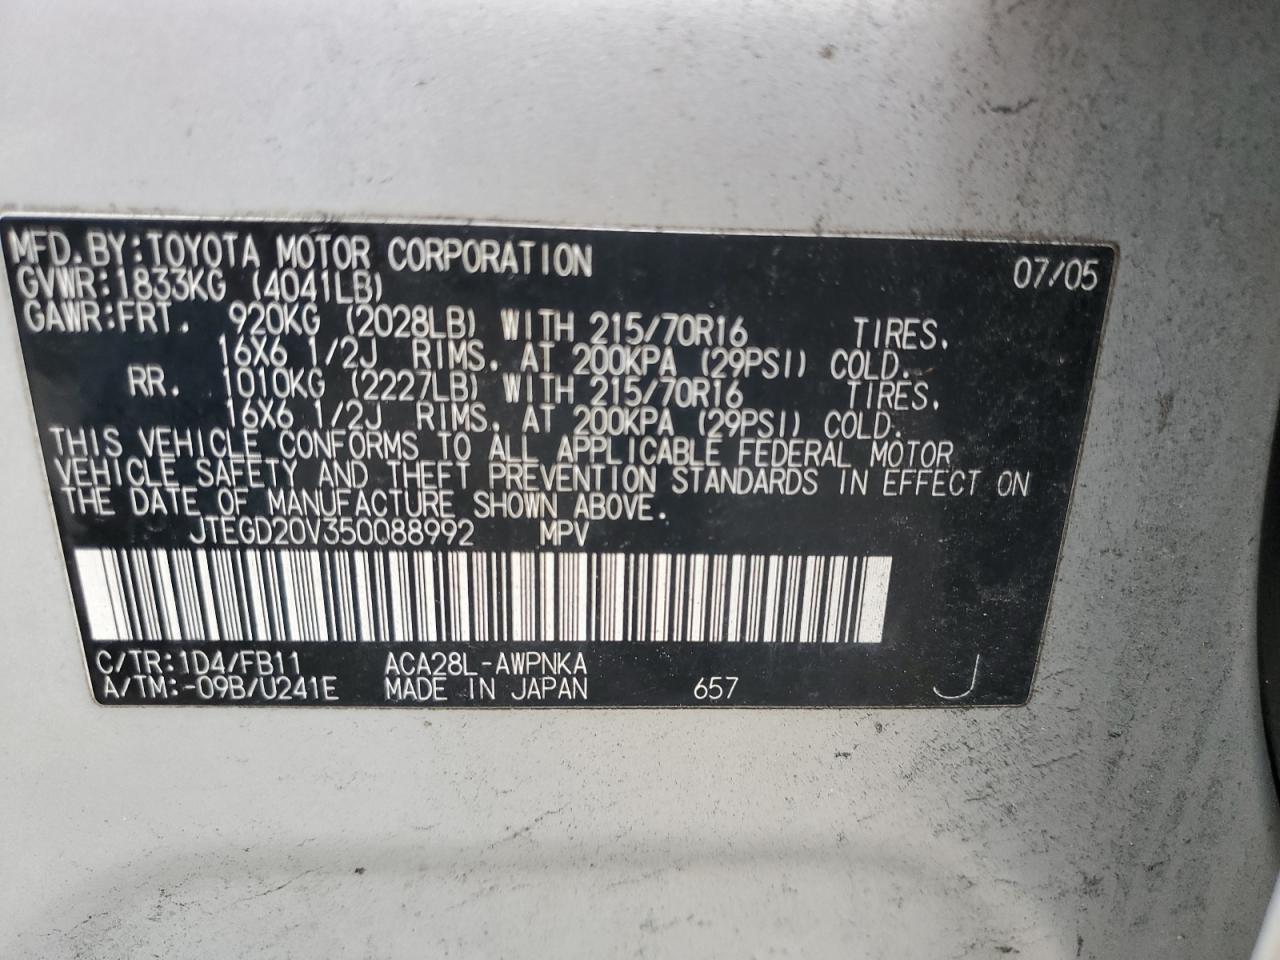 MFD.BY:TOYOTA MOTOR CORPORATION 07/05
GVWR:1833KG (4041LB)
GAWR:FRT. 920KG (2028LB) WITH 215/70R16 TIRES.
16X6 1/2J RIMS. AT 200KPA (29PSI) COLD.
RR. 1010KG (2227LB) WITH 215/70R16 TIRES.
16X6 1/2J RIMS. AT 200KPA (29PSI) COLD.
THIS VEHICLE CONFORMS TO ALL APPLICABLE FEDERAL MOTOR
VEHICLE SAFETY AND THEFT PREVENTION STANDARDS IN EFFECT ON
THE DATE OF MANUFACTURE SHOWN ABOVE.
JTEGD20V350088992 MPV
C/TR:1D4/FB11 ACA28L-AWPNKA
A/TM:-09B/U241E MADE IN JAPAN 657 J